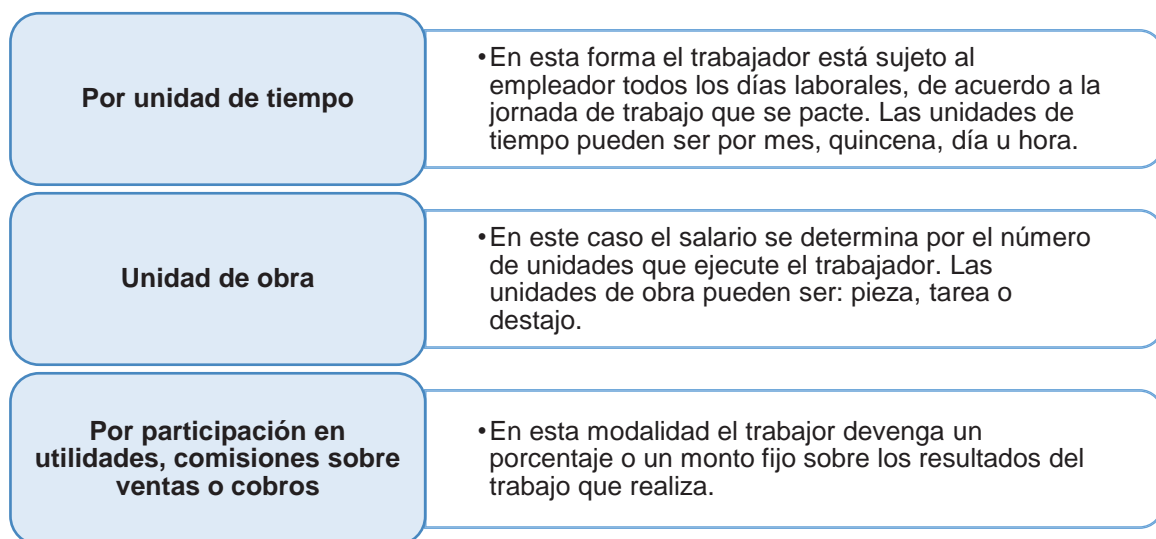 Por unidad de tiempo
•En esta forma el trabajador está sujeto al
empleador todos los días laborales, de acuerdo a la
jornada de trabajo que se pacte. Las unidades de
tiempo pueden ser por mes, quincena, día u hora.
Unidad de obra
•En este caso el salario se determina por el número
de unidades que ejecute el trabajador. Las
unidades de obra pueden ser: pieza, tarea o
destajo.
Por participación en
utilidades, comisiones sobre
ventas o cobros
•En esta modalidad el trabajor devenga un
porcentaje o un monto fijo sobre los resultados del
trabajo que realiza.